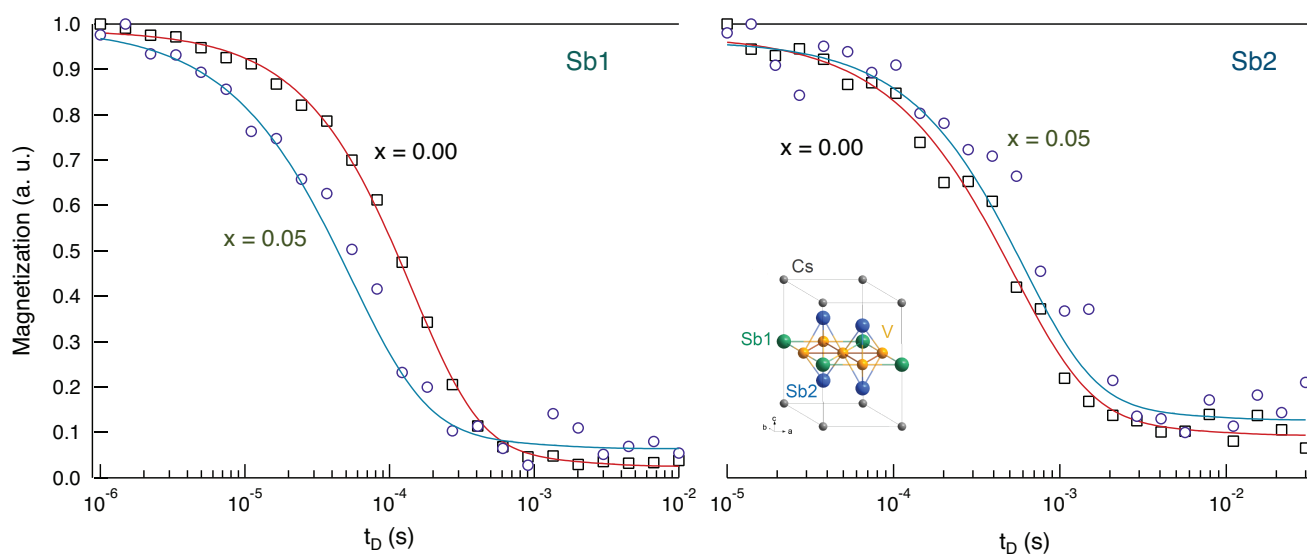 Magnetization (a. u.)
1.0
0.9
0.8
0.7
0.6
0.5
0.4
0.3
0.2
0.1
0.0
Sb1
x = 0.00
x = 0.05
10⁻⁶ 10⁻⁵ 10⁻⁴ 10⁻³ 10⁻²
t_D (s)
Sb2
x = 0.05
x = 0.00
Cs
Sb1
V
Sb2
c
b
a
10⁻⁵ 10⁻⁴ 10⁻³ 10⁻²
t_D (s)